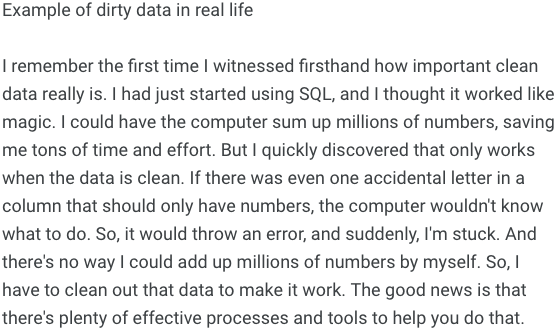 Example of dirty data in real life
I remember the first time I witnessed firsthand how important clean
data really is. I had just started using SQL, and I thought it worked like
magic. I could have the computer sum up millions of numbers, saving
me tons of time and effort. But I quickly discovered that only works
when the data is clean. If there was even one accidental letter in a
column that should only have numbers, the computer wouldn't know
what to do. So, it would throw an error, and suddenly, I'm stuck. And
there's no way I could add up millions of numbers by myself. So, I
have to clean out that data to make it work. The good news is that
there's plenty of effective processes and tools to help you do that.